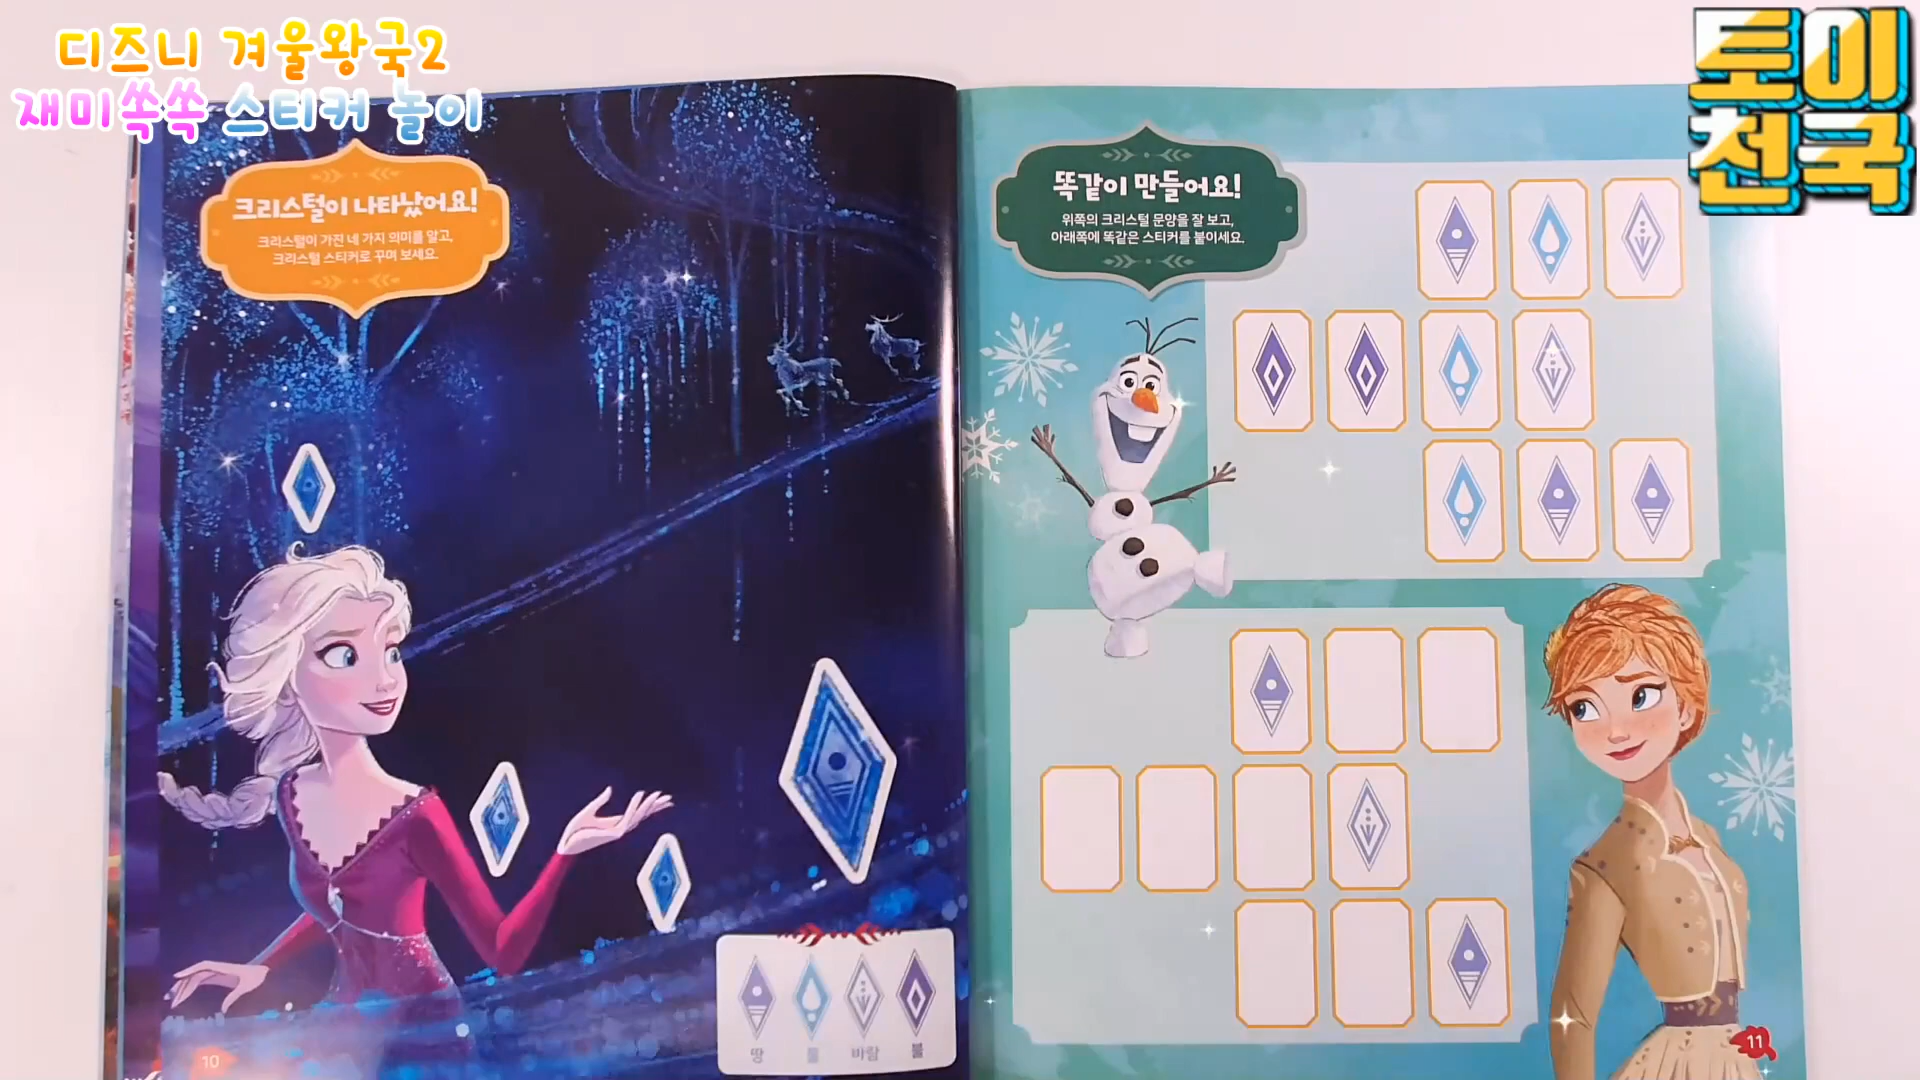 디즈니 겨울왕국2
재미쏙쏙 스티커 놀이
토이
천국
크리스털이 나타났어요!
크리스털이 가진 네 가지 의미를 알고,
크리스털 스티커로 꾸며 보세요.
땅 물 바람 불
10
똑같이 만들어요!
위쪽의 크리스털 문양을 잘 보고,
아래쪽에 똑같은 스티커를 붙이세요.
11